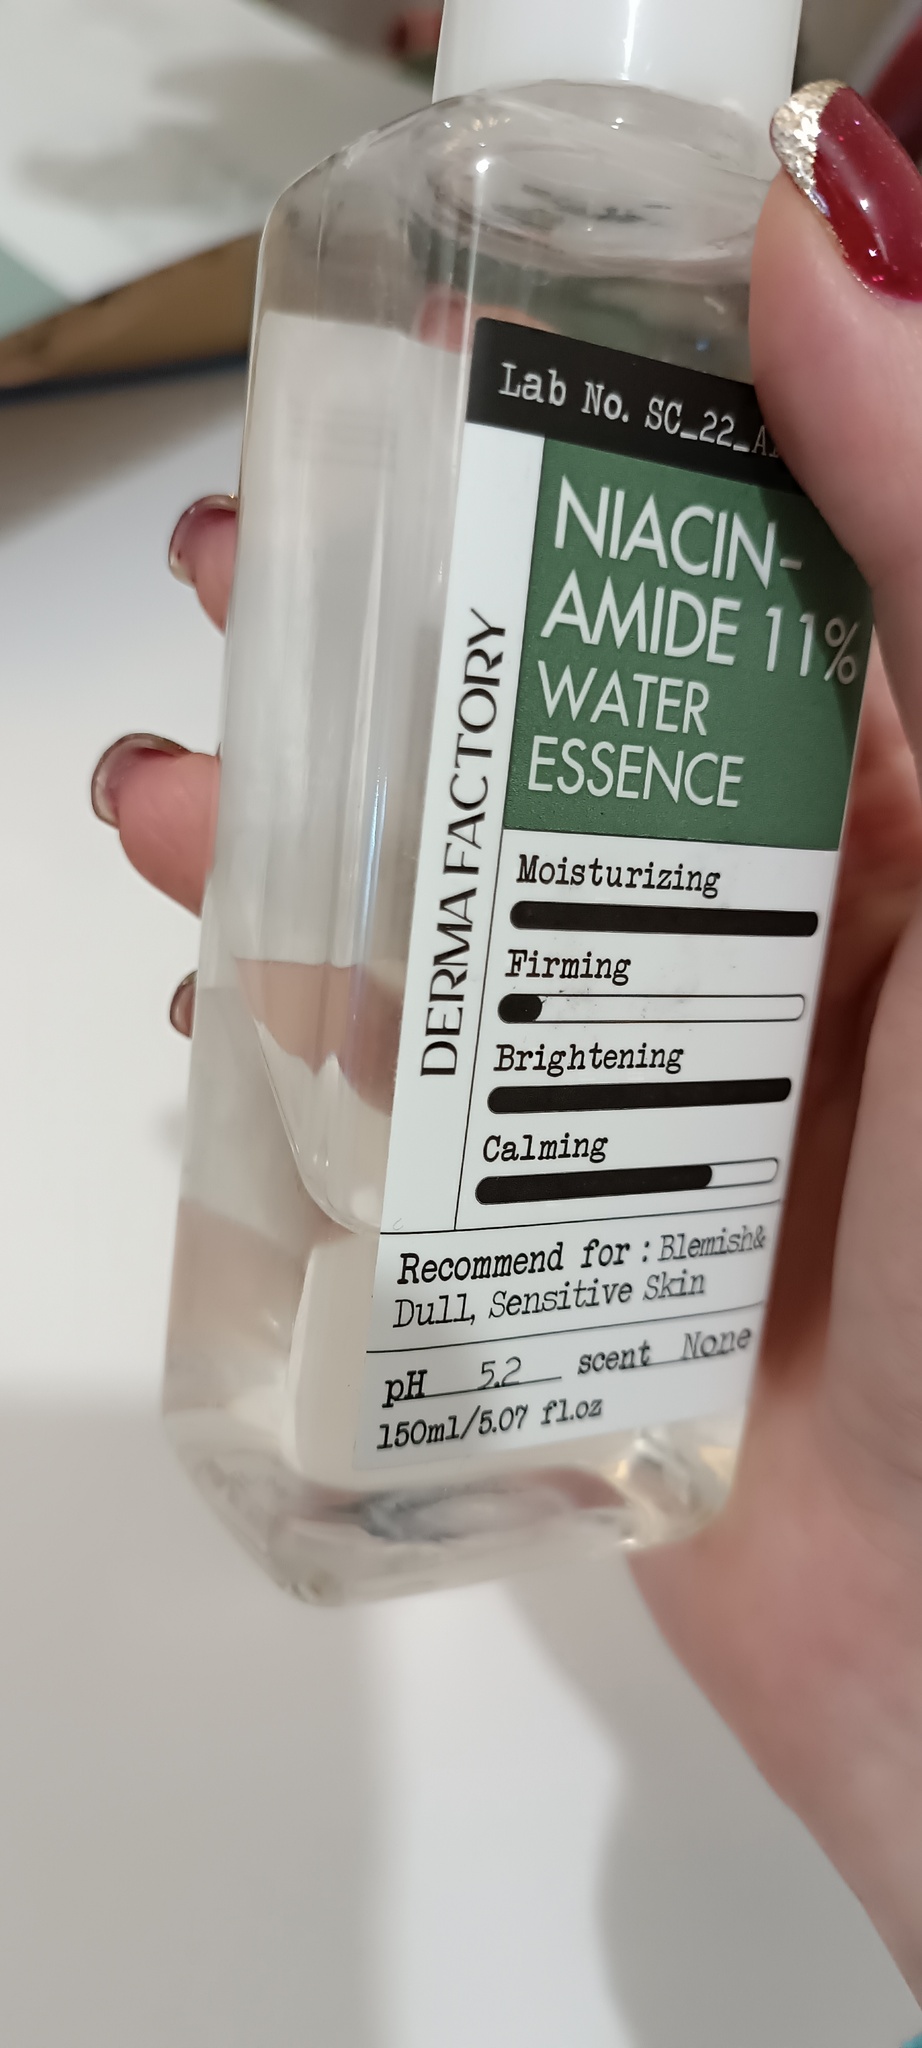 Lab No. SC_22_
NIACIN-
AMIDE 11%
WATER
ESSENCE
DERMA FACTORY
Moisturizing
Firming
Brightening
Calming
Recommend for : Blemish&
Dull, Sensitive Skin
pH 5.2 scent None
150ml/5.07 fl.oz